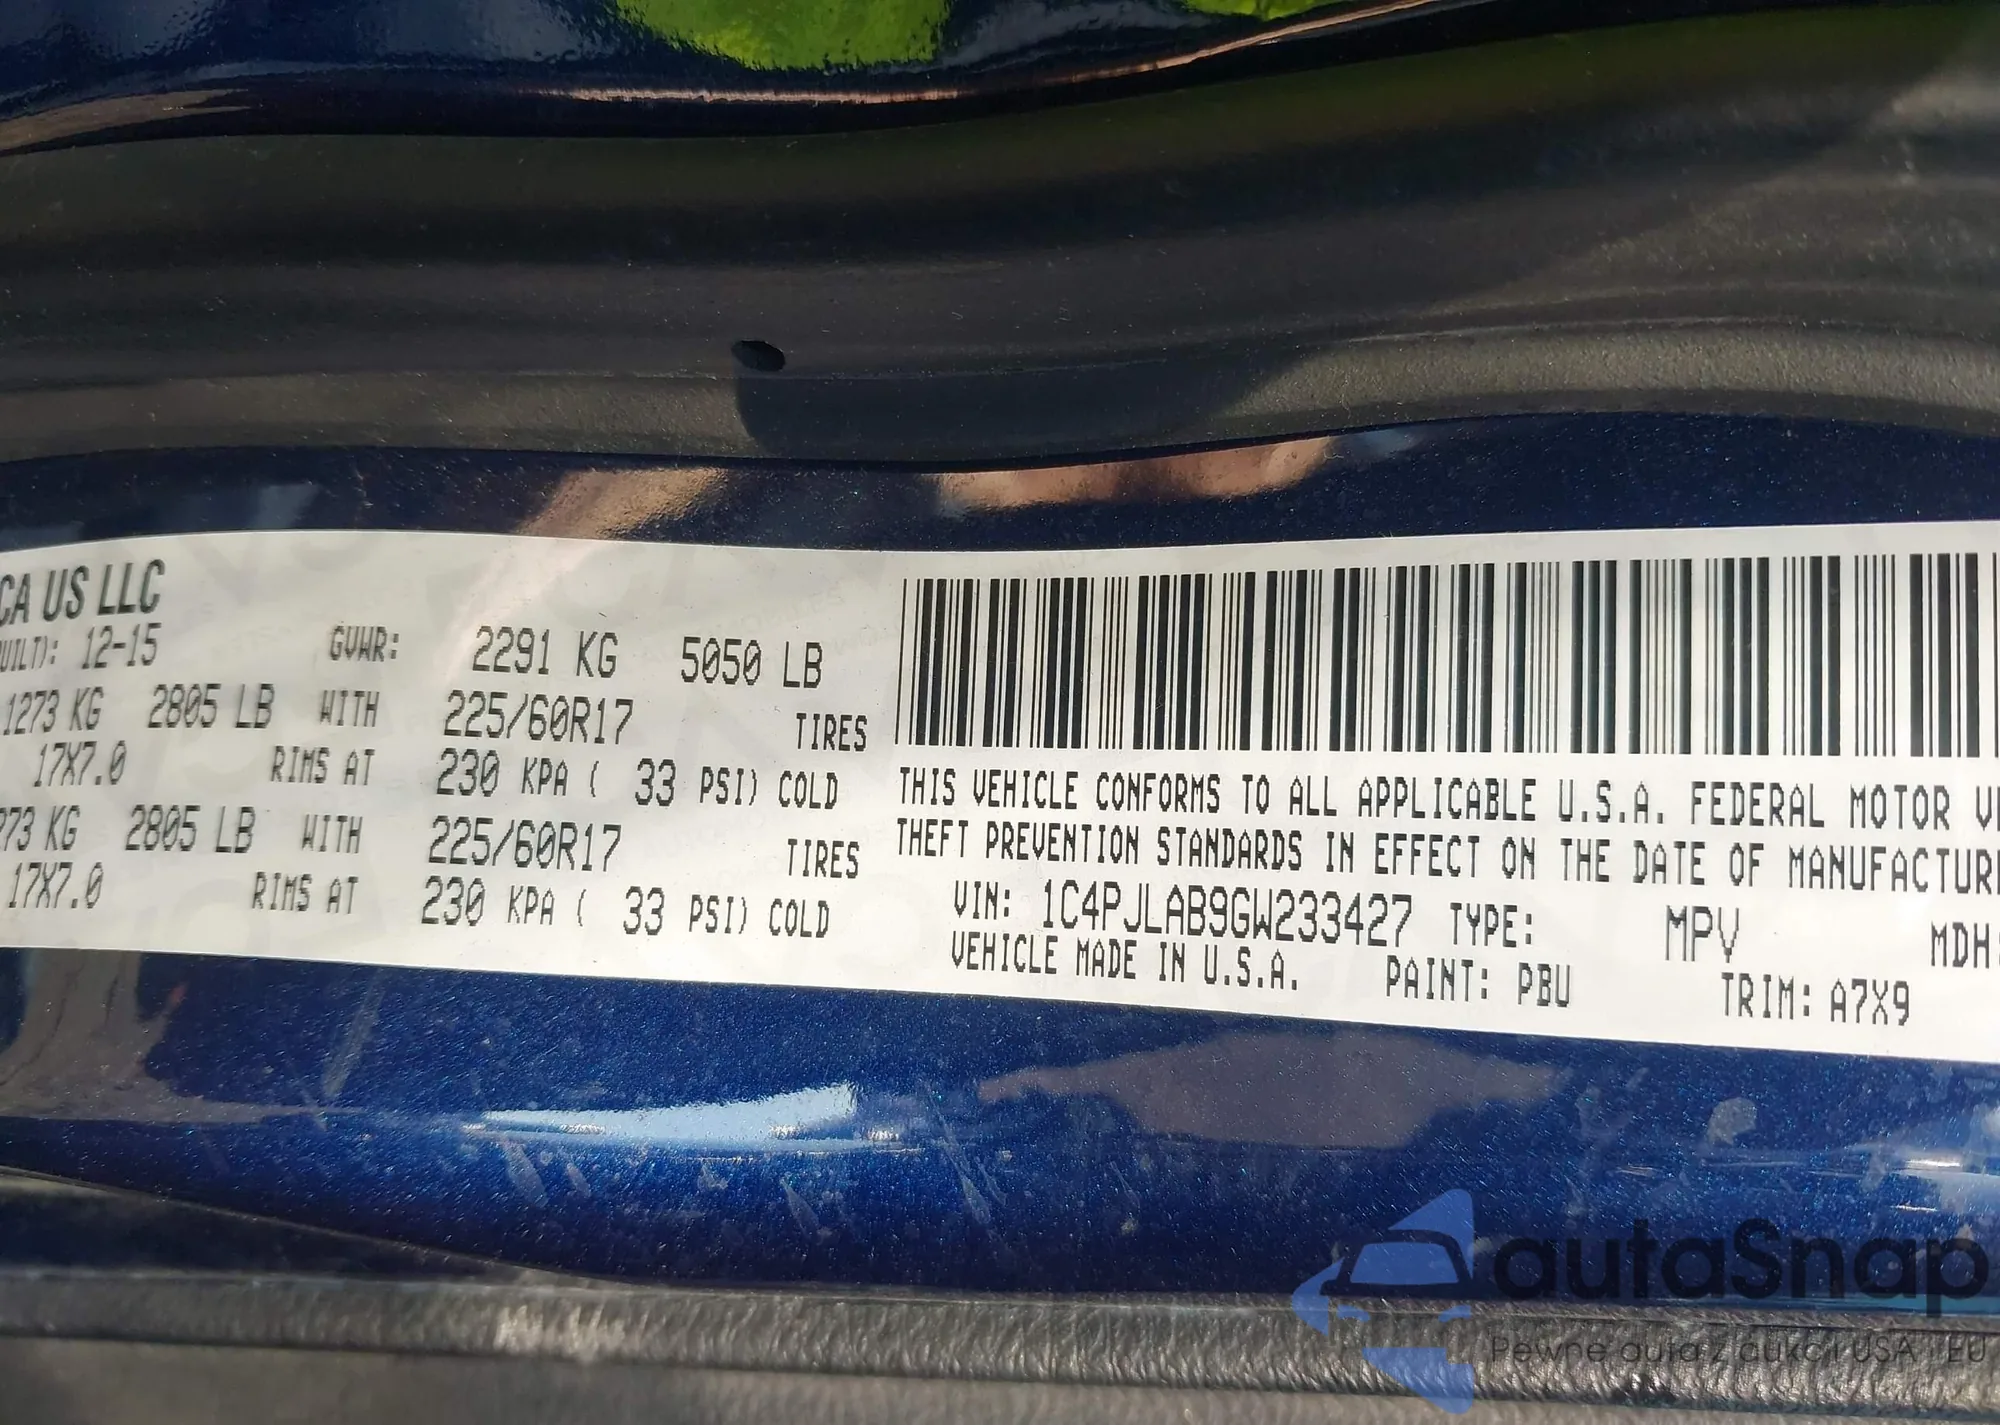 CA US LLC
UILT): 12-15 GVWR: 2291 KG 5050 LB
1273 KG 2805 LB WITH 225/60R17 TIRES
17X7.0 RIMS AT 230 KPA ( 33 PSI) COLD
273 KG 2805 LB WITH 225/60R17 TIRES
17X7.0 RIMS AT 230 KPA ( 33 PSI) COLD
THIS VEHICLE CONFORMS TO ALL APPLICABLE U.S.A. FEDERAL MOTOR VE
THEFT PREVENTION STANDARDS IN EFFECT ON THE DATE OF MANUFACTURE
VIN: 1C4PJLAB9GW233427 TYPE: MPV MDH:
VEHICLE MADE IN U.S.A. PAINT: PBU TRIM: A7X9
autaSnap
Pewne auta z aukcji USA i EU